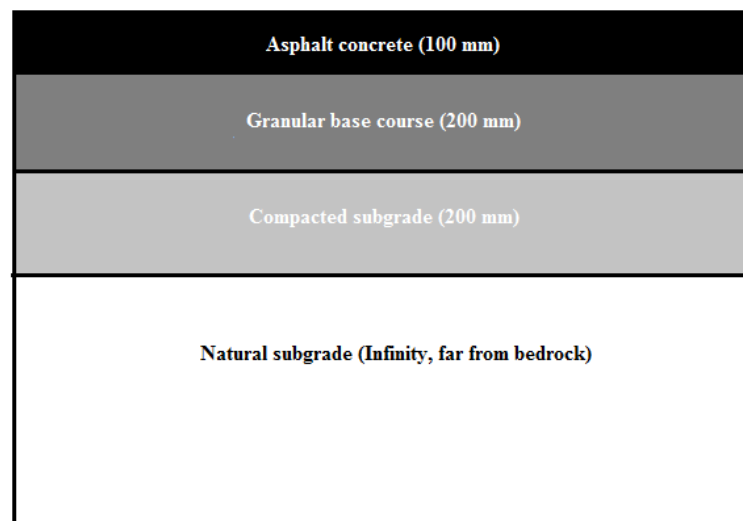 Asphalt concrete (100 mm)
Granular base course (200 mm)
Compacted subgrade (200 mm)
Natural subgrade (Infinity, far from bedrock)